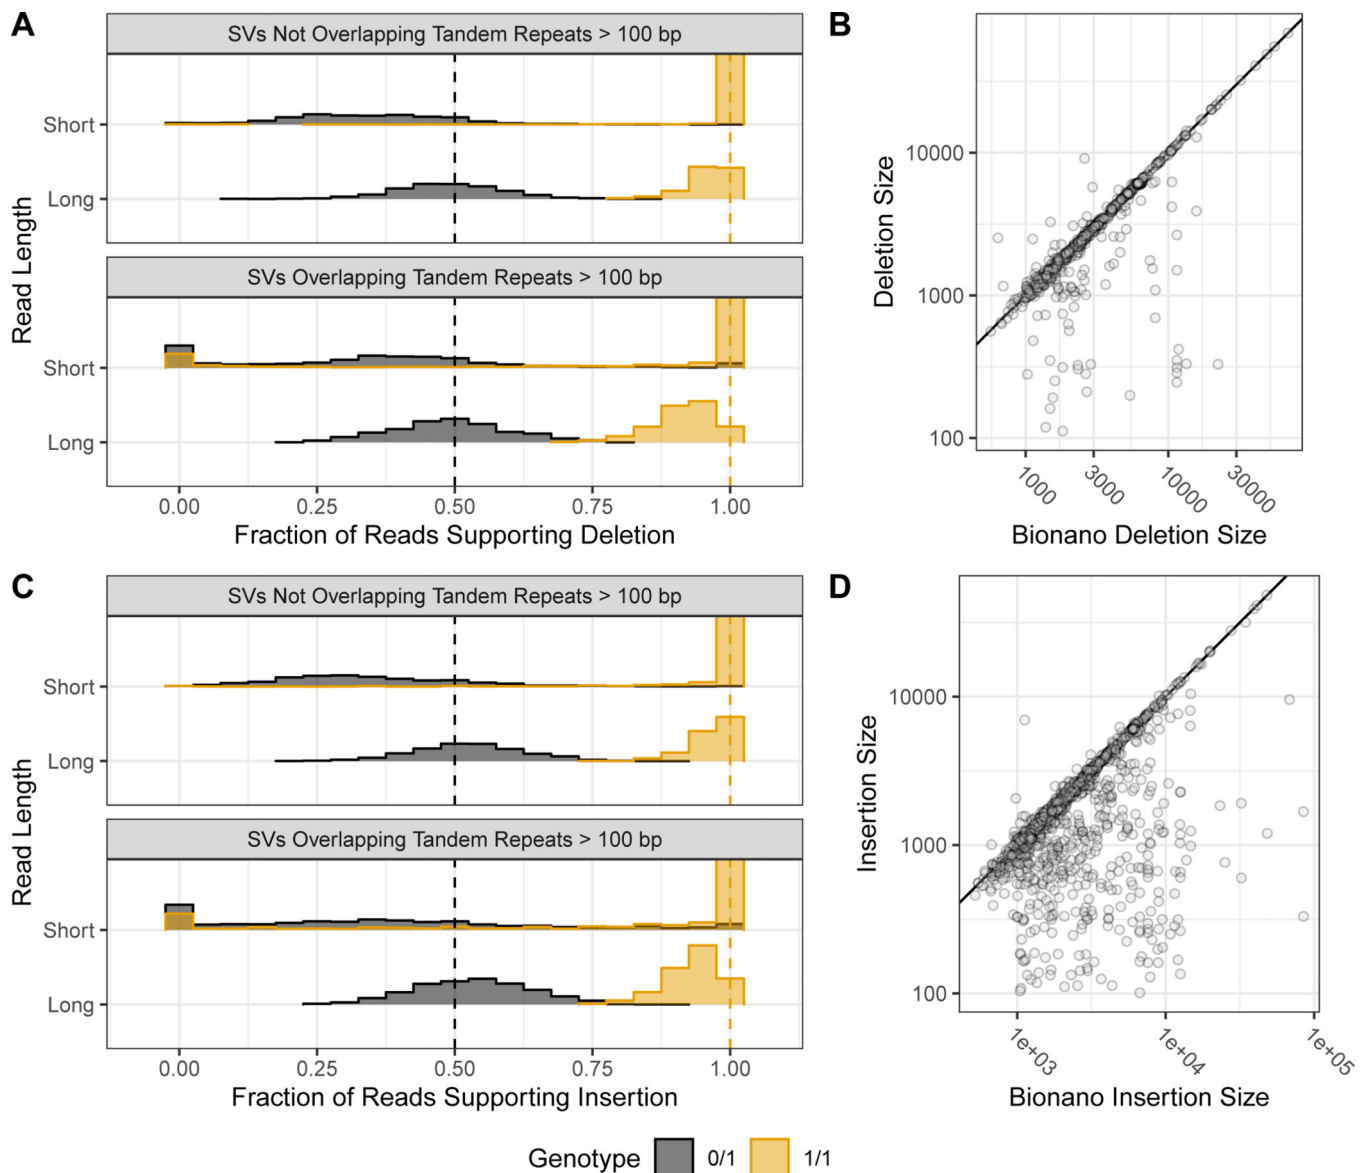 A
SVs Not Overlapping Tandem Repeats > 100 bp
Short
Long
SVs Overlapping Tandem Repeats > 100 bp
Short
Long
Read Length
0.00 0.25 0.50 0.75 1.00
Fraction of Reads Supporting Deletion
B
Deletion Size
10000
1000
100
1000 3000 10000 30000
Bionano Deletion Size
C
SVs Not Overlapping Tandem Repeats > 100 bp
Short
Long
SVs Overlapping Tandem Repeats > 100 bp
Short
Long
Read Length
0.00 0.25 0.50 0.75 1.00
Fraction of Reads Supporting Insertion
D
Insertion Size
10000
1000
100
1e+03 1e+04 1e+05
Bionano Insertion Size
Genotype 0/1 1/1